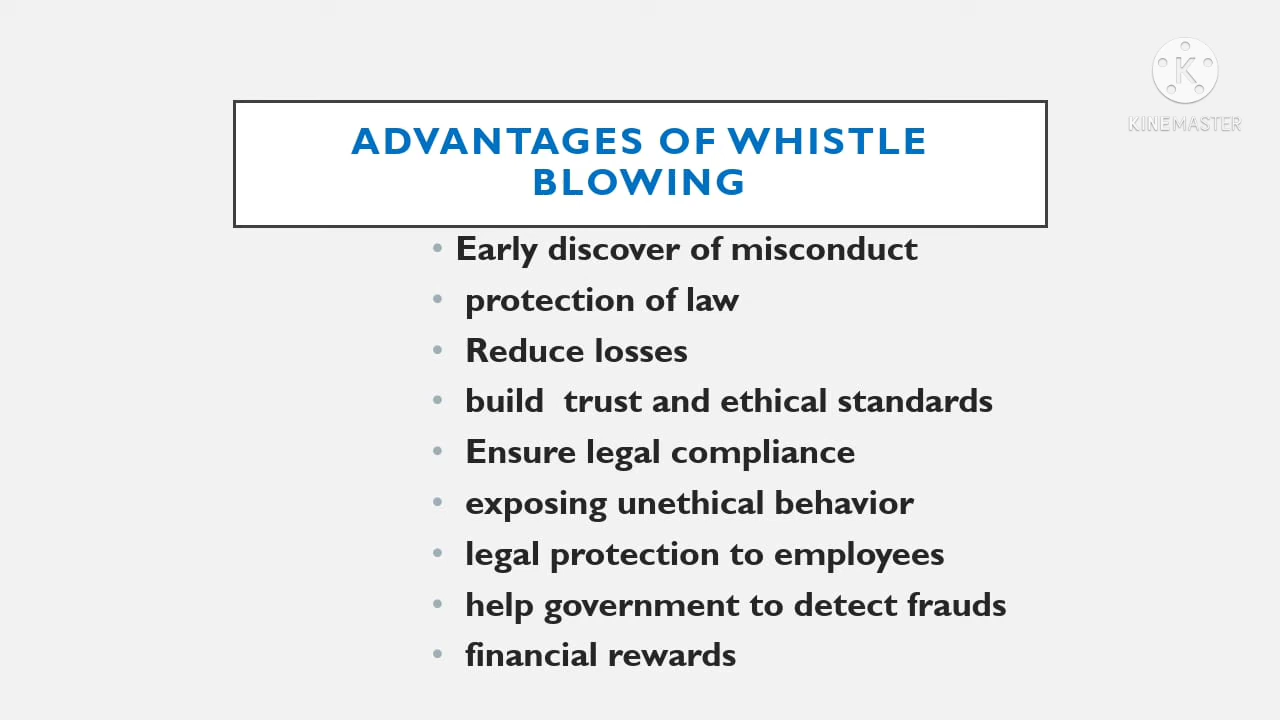 K
KINEMASTER
ADVANTAGES OF WHISTLE
BLOWING
• Early discover of misconduct
• protection of law
• Reduce losses
• build  trust and ethical standards
• Ensure legal compliance
• exposing unethical behavior
• legal protection to employees
• help government to detect frauds
• financial rewards